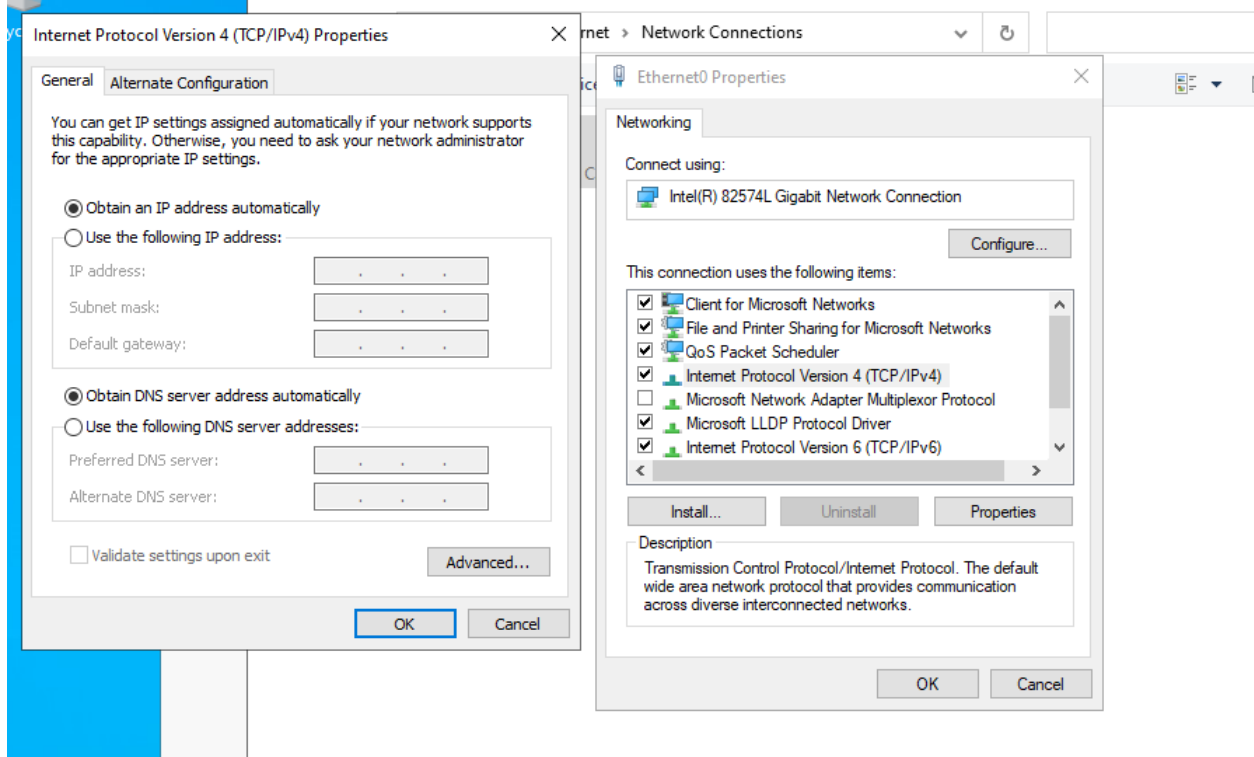 Internet Protocol Version 4 (TCP/IPv4) Properties
General
Alternate Configuration
You can get IP settings assigned automatically if your network supports
this capability. Otherwise, you need to ask your network administrator
for the appropriate IP settings.
Obtain an IP address automatically
Use the following IP address:
IP address:
Subnet mask:
Default gateway:
Obtain DNS server address automatically
Use the following DNS server addresses:
Preferred DNS server:
Alternate DNS server:
Validate settings upon exit
Advanced...
OK
Cancel
Network Connections
Ethernet0 Properties
Networking
Connect using:
Intel(R) 82574L Gigabit Network Connection
Configure...
This connection uses the following items:
Client for Microsoft Networks
File and Printer Sharing for Microsoft Networks
QoS Packet Scheduler
Internet Protocol Version 4 (TCP/IPv4)
Microsoft Network Adapter Multiplexor Protocol
Microsoft LLDP Protocol Driver
Internet Protocol Version 6 (TCP/IPv6)
Install...
Uninstall
Properties
Description
Transmission Control Protocol/Internet Protocol. The default
wide area network protocol that provides communication
across diverse interconnected networks.
OK
Cancel